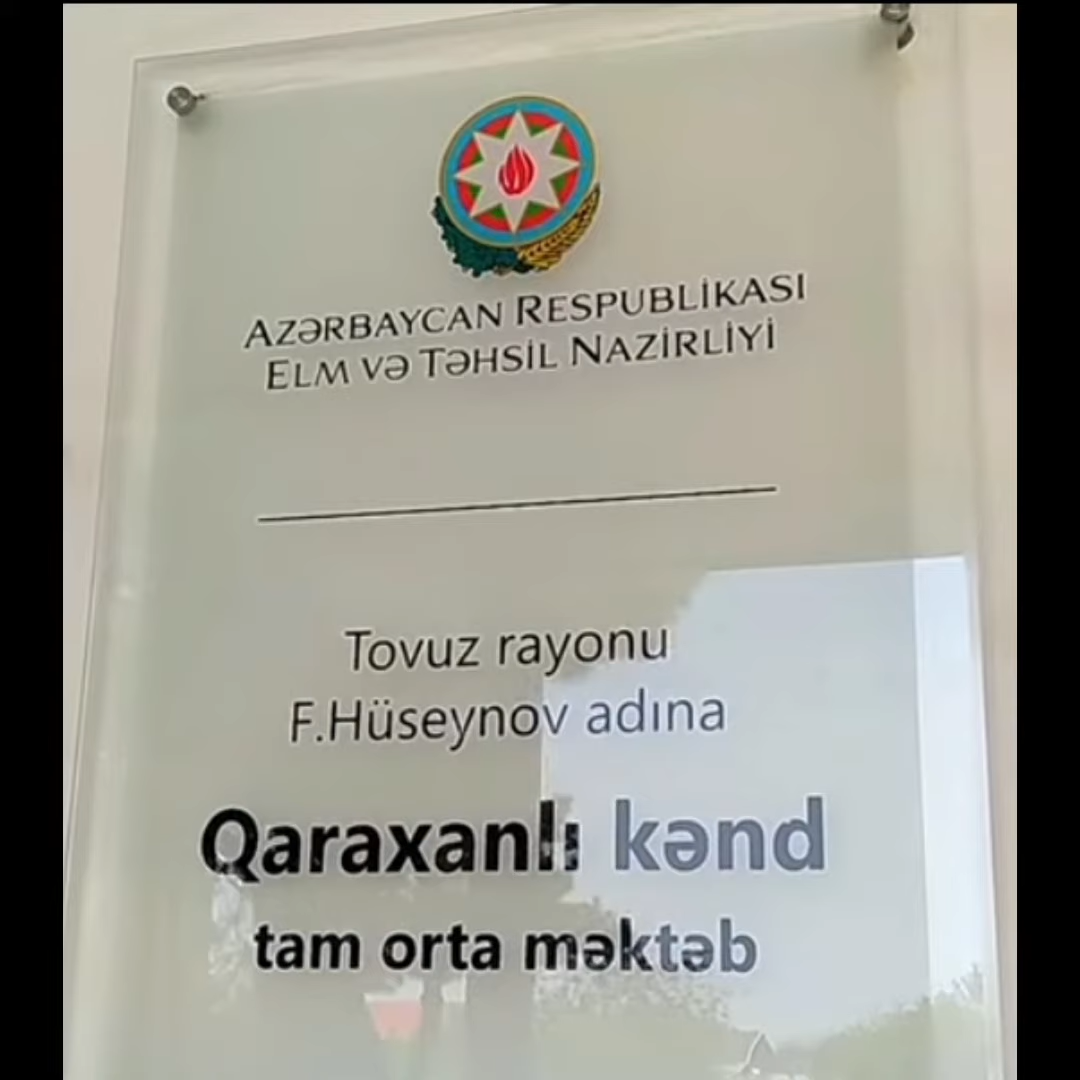 AZƏRBAYCAN RESPUBLİKASI
ELM VƏ TƏHSİL NAZİRLİYİ
Tovuz rayonu
F.Hüseynov adına
Qaraxanlı kənd
tam orta məktəb